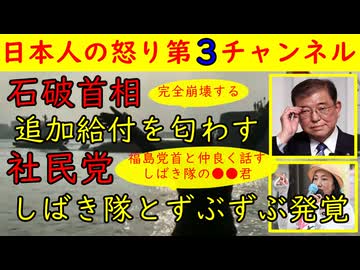 日本人の怒り第3チャンネル
石破首相
完全崩壊する
追加給付を匂わす
社民党
福島党首と仲良く話す
しばき隊の●●君
しばき隊とずぶずぶ発覚